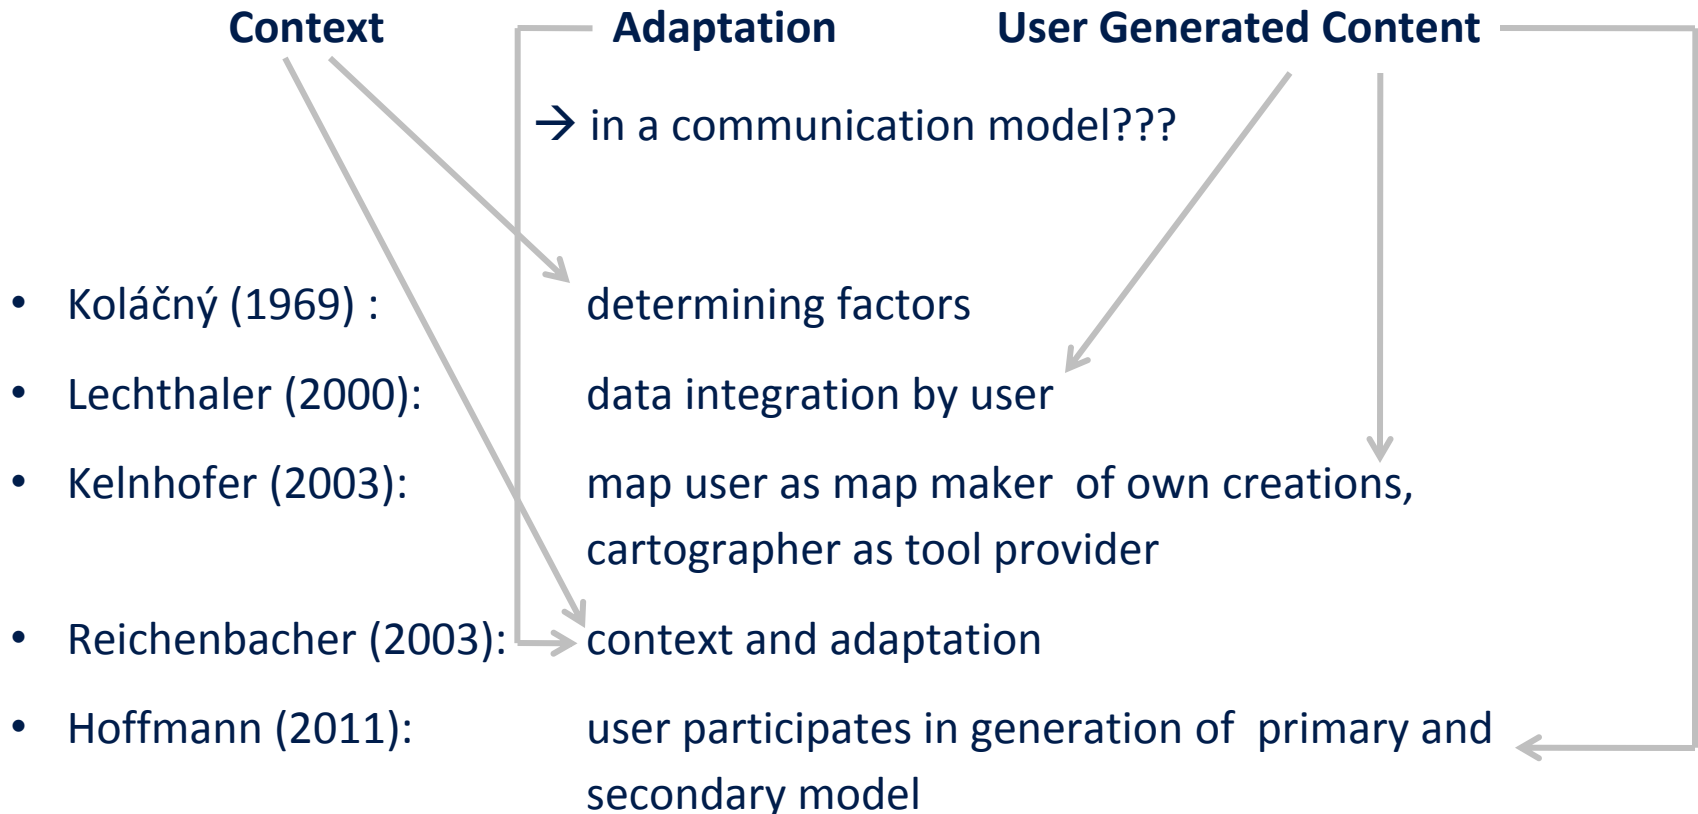 Context Adaptation User Generated Content
→ in a communication model???
• Koláčný (1969) : determining factors
• Lechthaler (2000): data integration by user
• Kelnhofer (2003): map user as map maker of own creations,
cartographer as tool provider
• Reichenbacher (2003): context and adaptation
• Hoffmann (2011): user participates in generation of primary and
secondary model